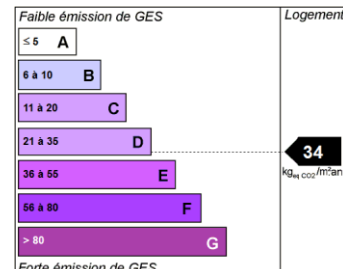 Faible émission de GES
Logement
≤ 5 A
6 à 10 B
11 à 20 C
21 à 35 D
34
kgeq CO2/m².an
36 à 55 E
56 à 80 F
> 80 G
Forte émission de GES